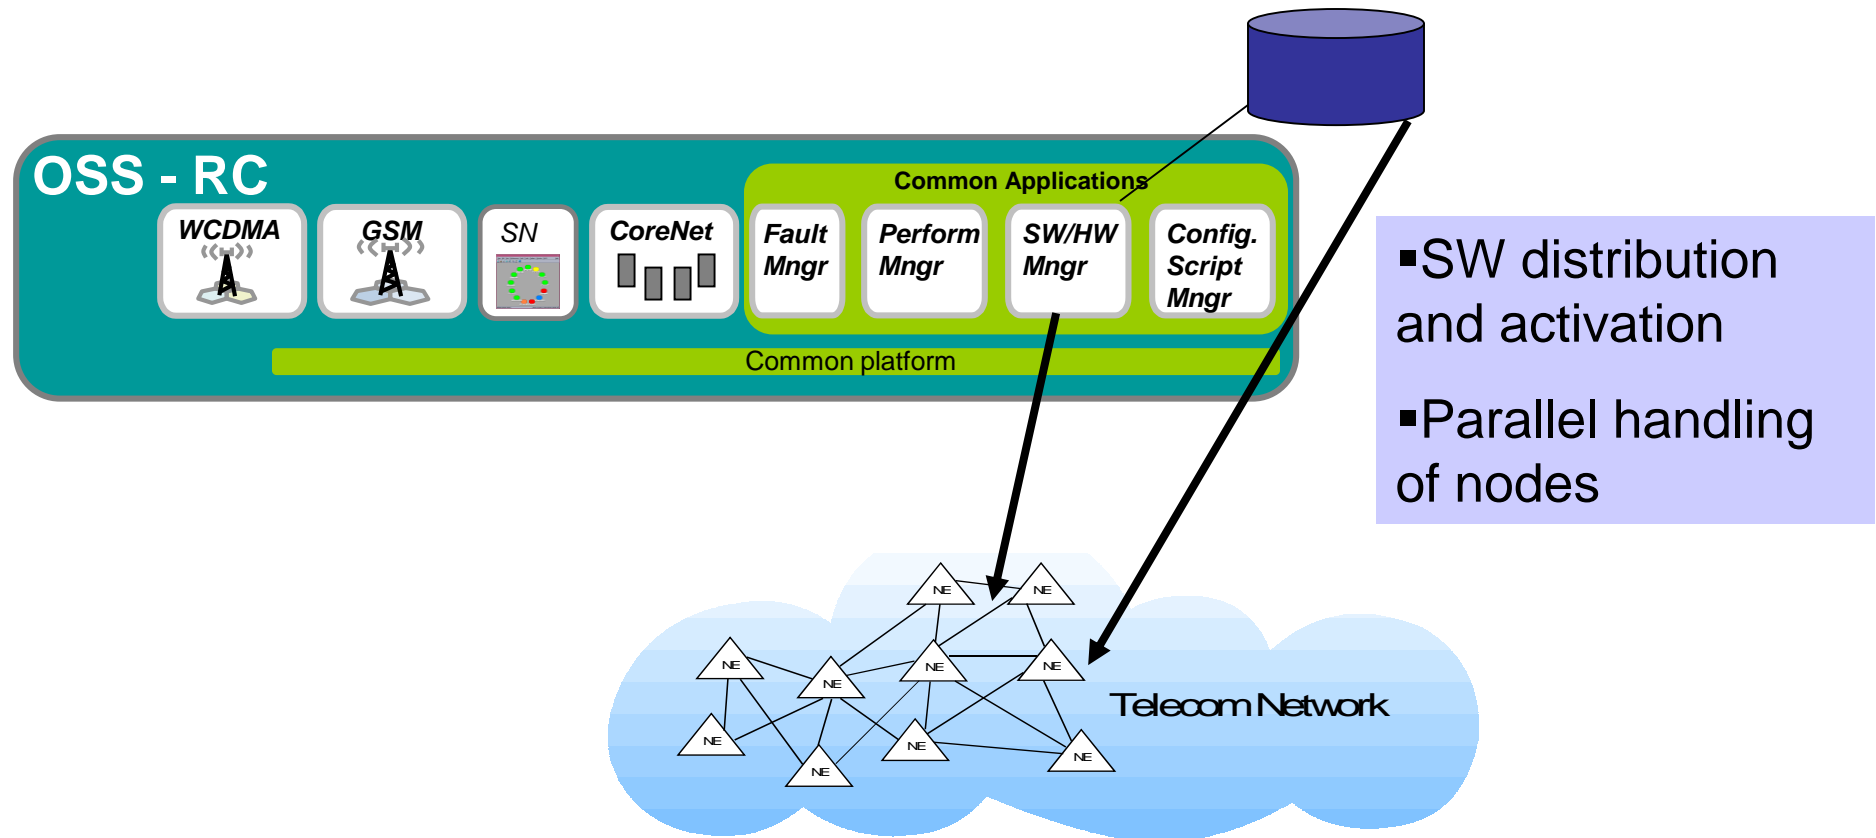 OSS - RC
Common Applications
WCDMA
GSM
SN
CoreNet
Fault
Mngr
Perform
Mngr
SW/HW
Mngr
Config.
Script
Mngr
Common platform
▪SW distribution
and activation
▪Parallel handling
of nodes
NE
NE
NE
NE
NE
NE
NE
NE
NE
NE
Telecom Network